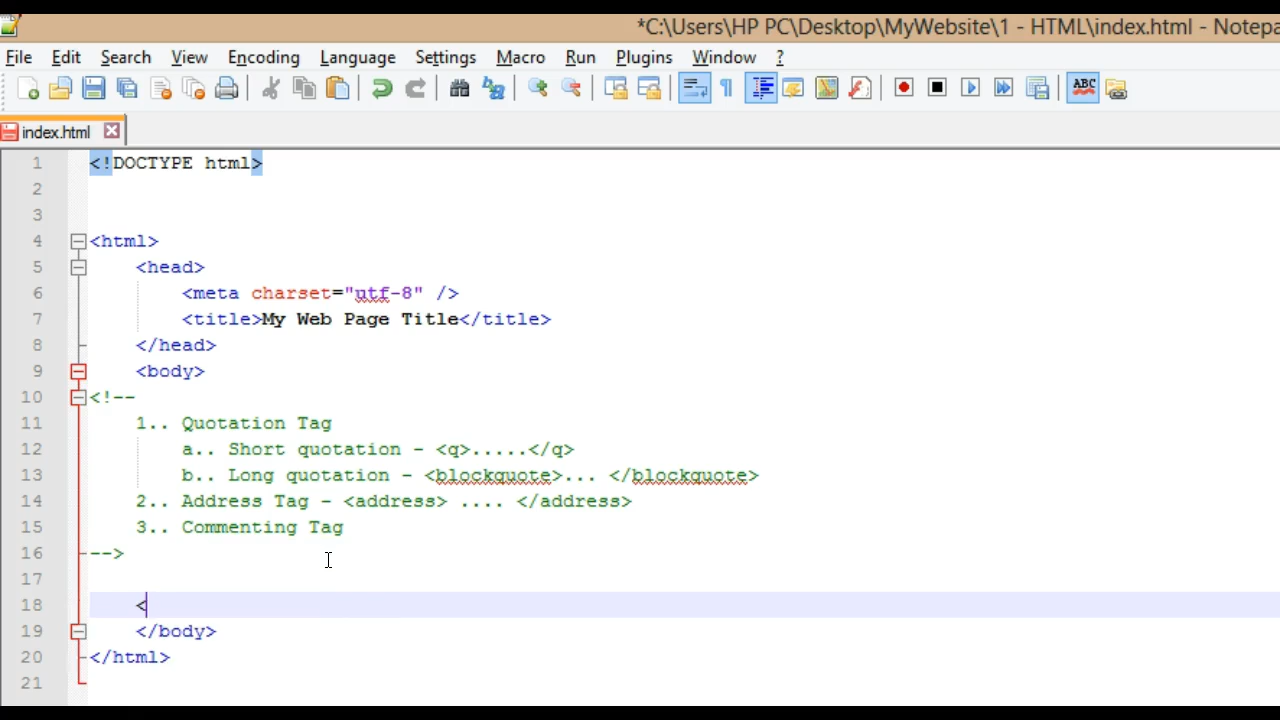 *C:\Users\HP PC\Desktop\MyWebsite\1 - HTML\index.html - Notepa
File Edit Search View Encoding Language Settings Macro Run Plugins Window ?
ABC
index.html
1 <!DOCTYPE html>
2
3
4 <html>
5 <head>
6 <meta charset="utf-8" />
7 <title>My Web Page Title</title>
8 </head>
9 <body>
10 <!--
11 1.. Quotation Tag
12 a.. Short quotation - <q>.....</q>
13 b.. Long quotation - <blockquote>... </blockquote>
14 2.. Address Tag - <address> .... </address>
15 3.. Commenting Tag
16 -->
17
18 <
19 </body>
20 </html>
21